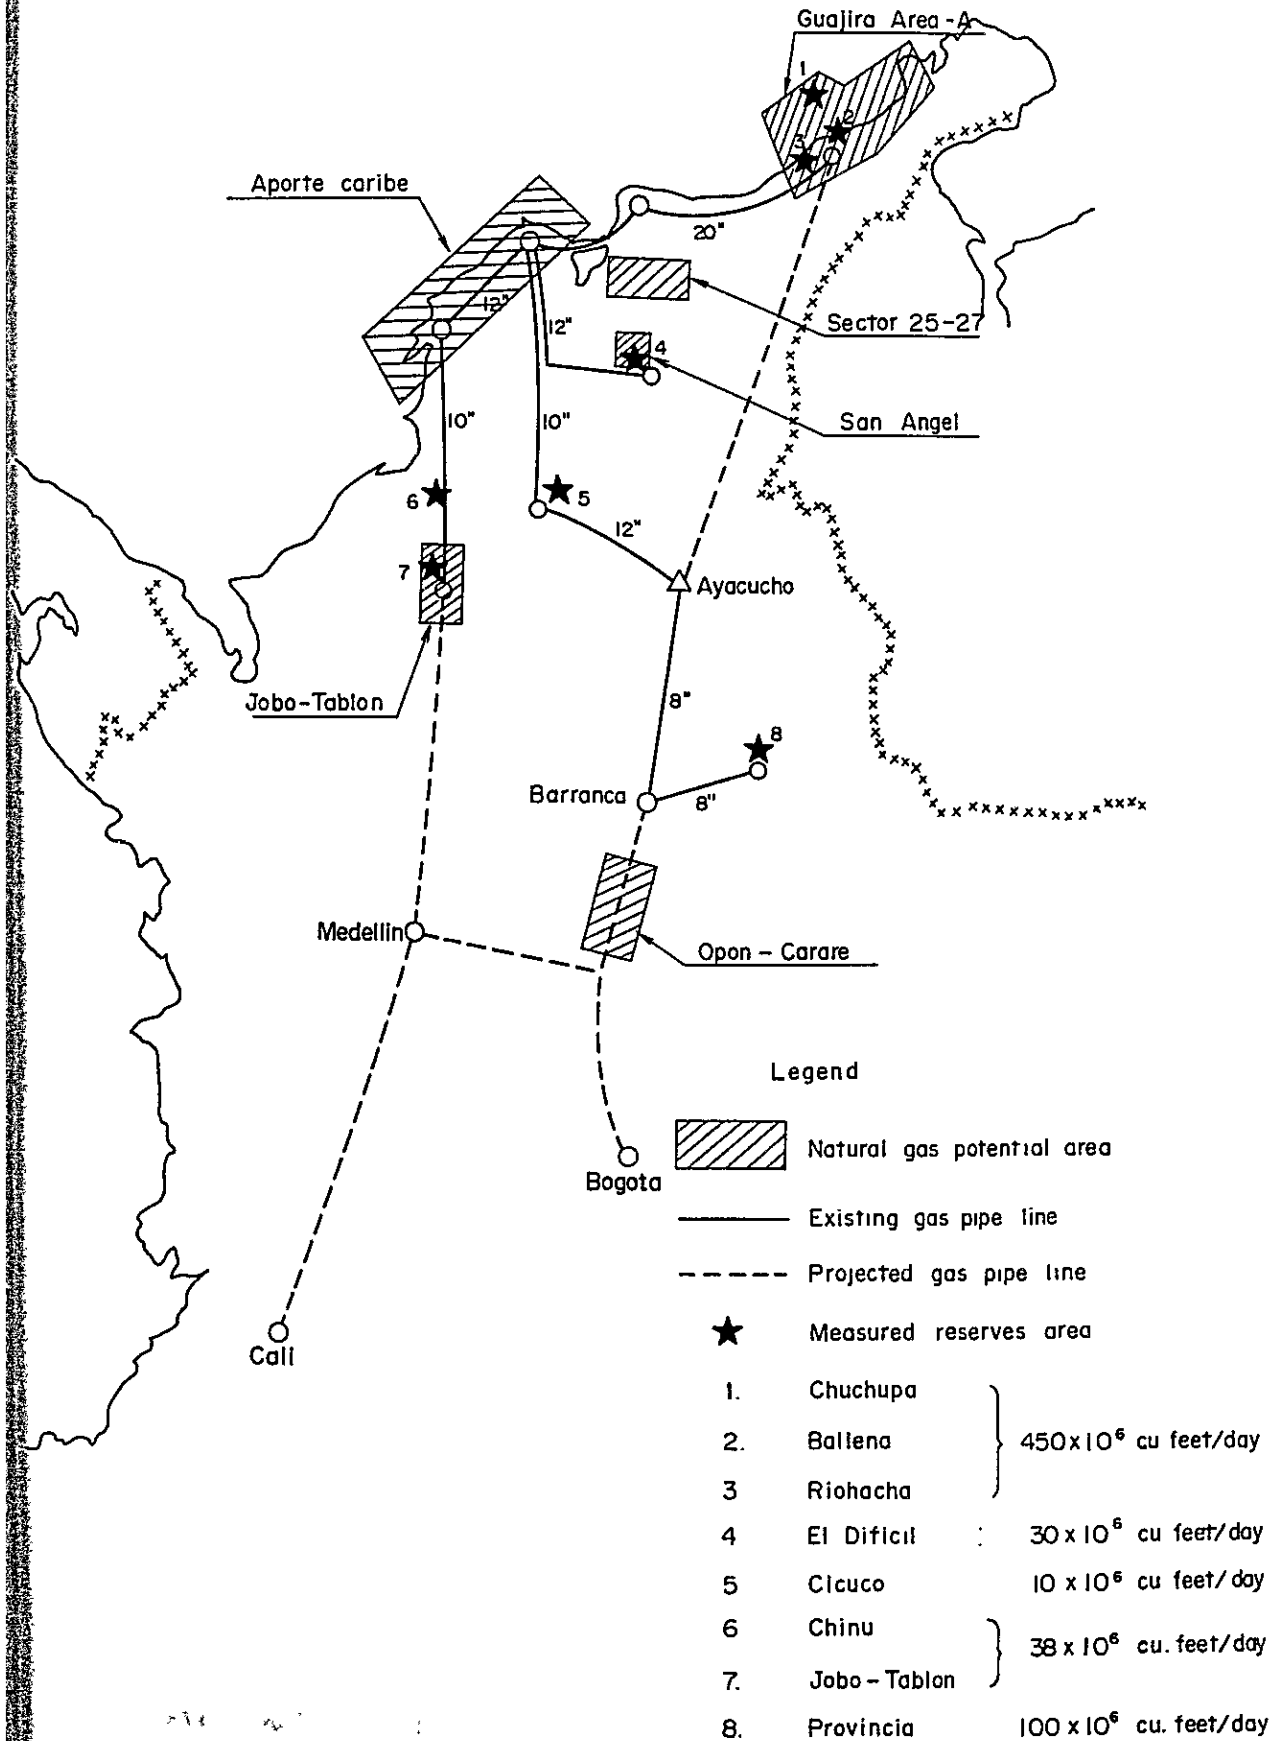 Guajira Area-A
1
2
3
Aporte caribe
20"
12"
12"
Sector 25-27
4
10"
10"
San Angel
6
5
12"
7
Ayacucho
Jobo-Tablon
8"
8
Barranca
8"
Medellin
Opon - Carare
Legend
Natural gas potential area
Bogota
Existing gas pipe line
Projected gas pipe line
Measured reserves area
Cali
1. Chuchupa
2. Ballena 450x10⁶ cu feet/day
3 Riohacha
4 El Dificil : 30 x 10⁶ cu feet/day
5 Cicuco 10 x 10⁶ cu feet/day
6 Chinu
38 x 10⁶ cu. feet/day
7. Jobo-Tablon
8. Provincia 100 x 10⁶ cu. feet/day